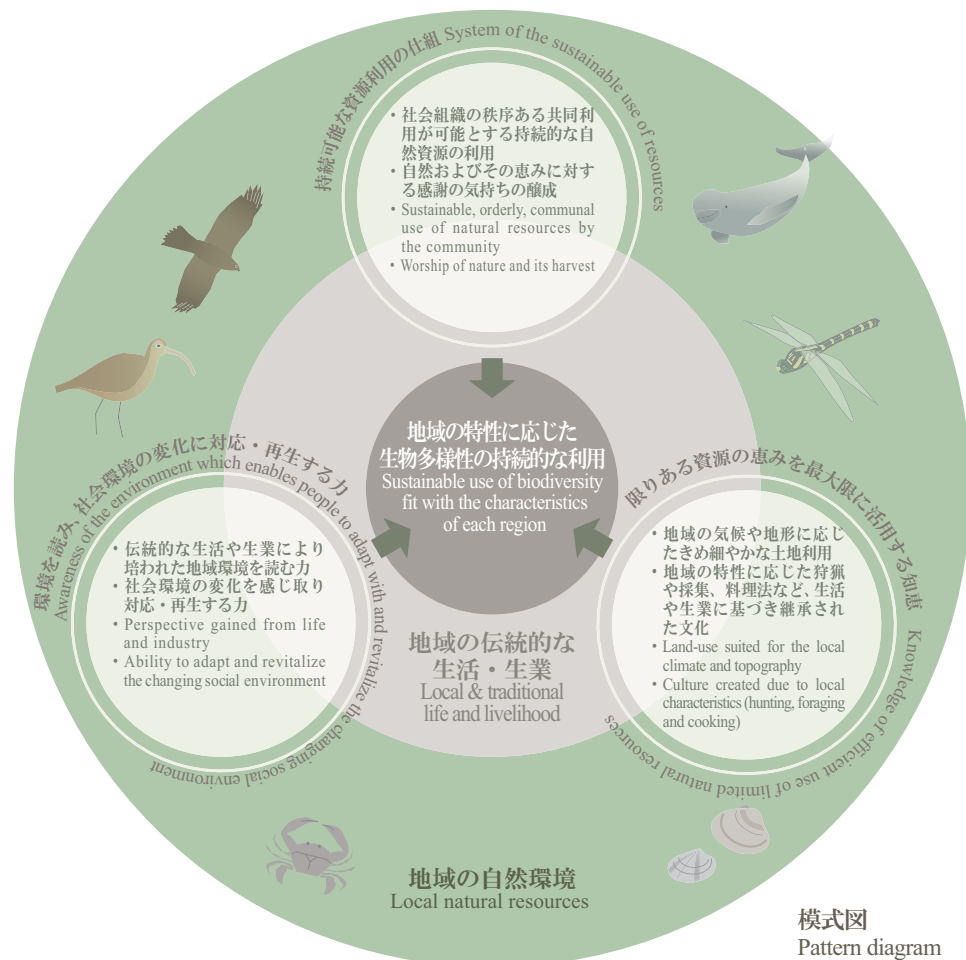 持続可能な資源利用の仕組 System of the sustainable use of resources
・社会組織の秩序ある共同利
用が可能とする持続的な自
然資源の利用
・自然およびその恵みに対す
る感謝の気持ちの醸成
• Sustainable, orderly, communal
use of natural resources by
the community
• Worship of nature and its harvest
地域の特性に応じた
生物多様性の持続的な利用
Sustainable use of biodiversity
fit with the characteristics
of each region
環境を読み、社会環境の変化に対応・再生する力
Awareness of the environment which enables people to adapt with and revitalize the changing social environment
・伝統的な生活や生業により
培われた地域環境を読む力
・社会環境の変化を感じ取り
対応・再生する力
• Perspective gained from life
and industry
• Ability to adapt and revitalize
the changing social environment
限りある資源の恵みを最大限に活用する知恵 Knowledge of efficient use of limited natural resources
・地域の気候や地形に応じ
たきめ細やかな土地利用
・地域の特性に応じた狩猟
や採集、料理法など、生活
や生業に基づき継承され
た文化
• Land-use suited for the local
climate and topography
• Culture created due to local
characteristics (hunting, foraging
and cooking)
地域の伝統的な
生活・生業
Local & traditional
life and livelihood
地域の自然環境
Local natural resources
模式図
Pattern diagram